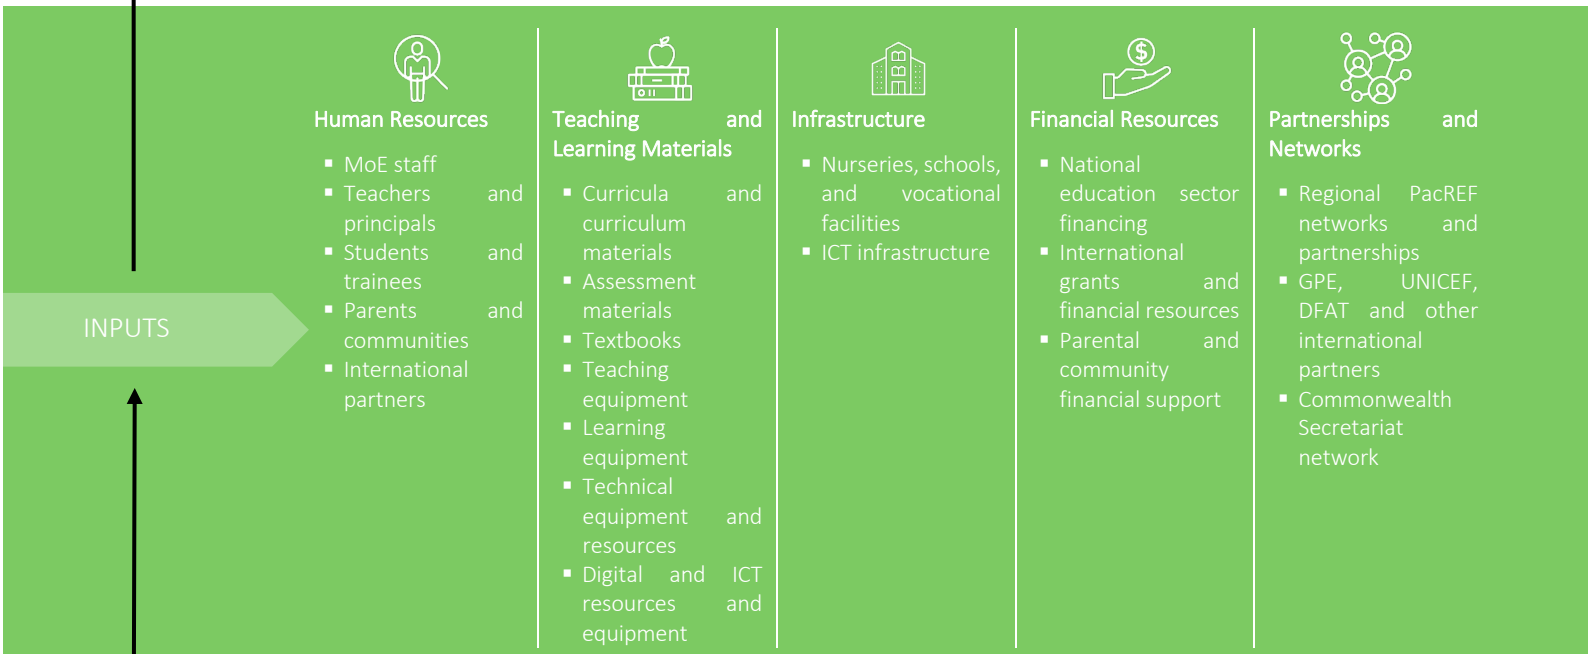 INPUTS
Human Resources
▪ MoE staff
▪ Teachers and
principals
▪ Students and
trainees
▪ Parents and
communities
▪ International
partners
Teaching and
Learning Materials
▪ Curricula and
curriculum
materials
▪ Assessment
materials
▪ Textbooks
▪ Teaching
equipment
▪ Learning
equipment
▪ Technical
equipment and
resources
▪ Digital and ICT
resources and
equipment
Infrastructure
▪ Nurseries, schools,
and vocational
facilities
▪ ICT infrastructure
$
Financial Resources
▪ National
education sector
financing
▪ International
grants and
financial resources
▪ Parental and
community
financial support
Partnerships and
Networks
▪ Regional PacREF
networks and
partnerships
▪ GPE, UNICEF,
DFAT and other
international
partners
▪ Commonwealth
Secretariat
network